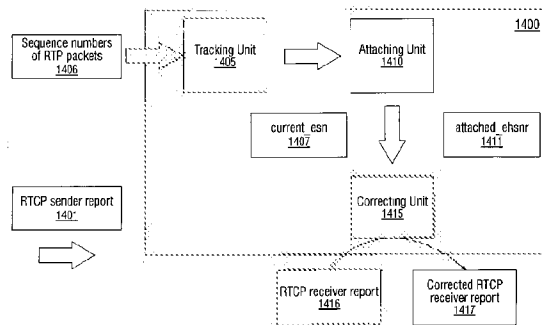 1400
Sequence numbers
of RTP packets
1406
Tracking Unit
1405
Attaching Unit
1410
current_esn
1407
attached_ehsnr
1411
Correcting Unit
1415
RTCP sender report
1401
RTCP receiver report
1416
Corrected RTCP
receiver report
1417